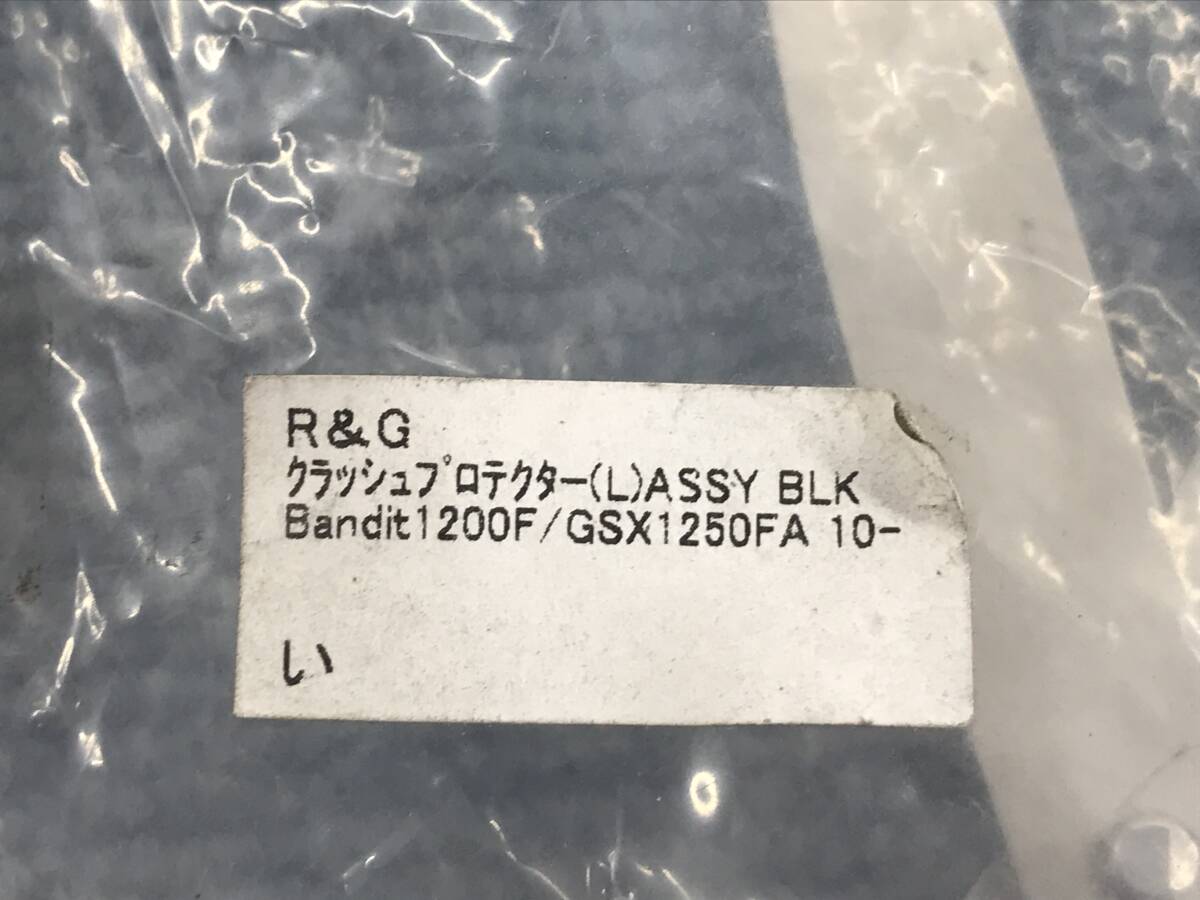 R&G
ｸﾗｯｼｭﾌﾟﾛﾃｸﾀｰ(L)ASSY BLK
Bandit1200F/GSX1250FA 10-
い